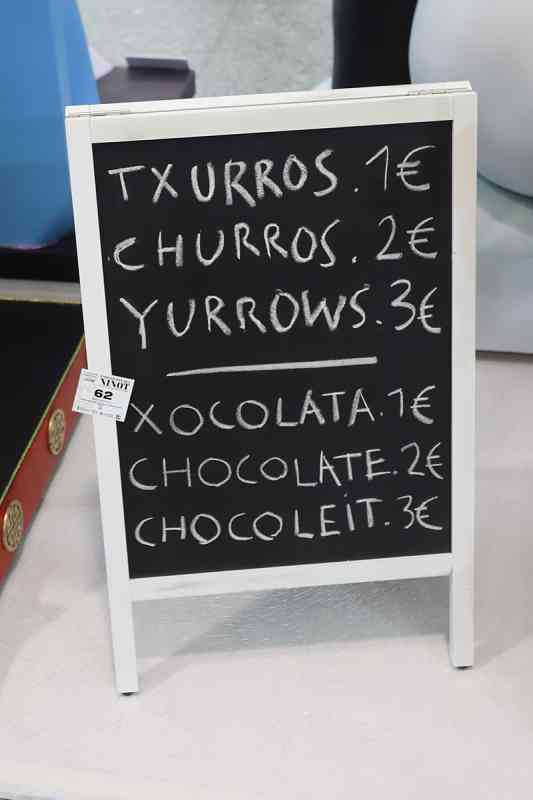 TXURROS. 1€
CHURROS. 2€
YURROWS. 3€
NINOT
62
XOCOLATA. 1€
CHOCOLATE. 2€
CHOCOLEiT. 3€